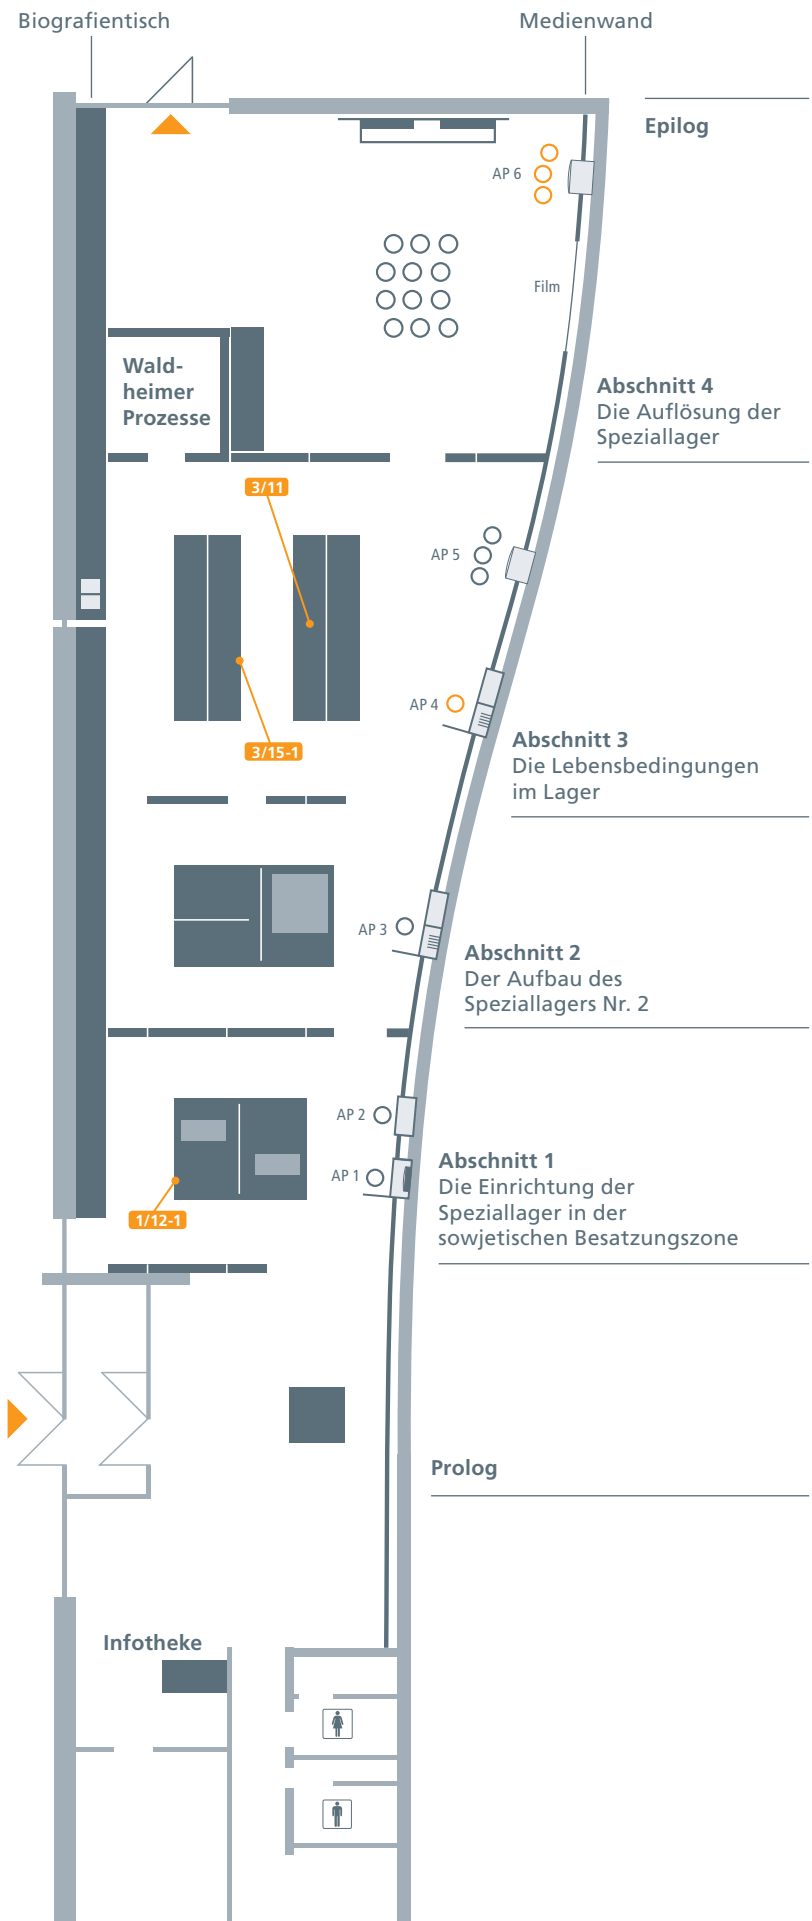 Biografientisch
Medienwand
Epilog
AP 6
Film
Wald-
heimer
Prozesse
Abschnitt 4
Die Auflösung der
Speziallager
3/11
AP 5
AP 4
3/15-1
Abschnitt 3
Die Lebensbedingungen
im Lager
AP 3
Abschnitt 2
Der Aufbau des
Speziallagers Nr. 2
AP 2
AP 1
Abschnitt 1
Die Einrichtung der
Speziallager in der
sowjetischen Besatzungszone
1/12-1
Prolog
Infotheke